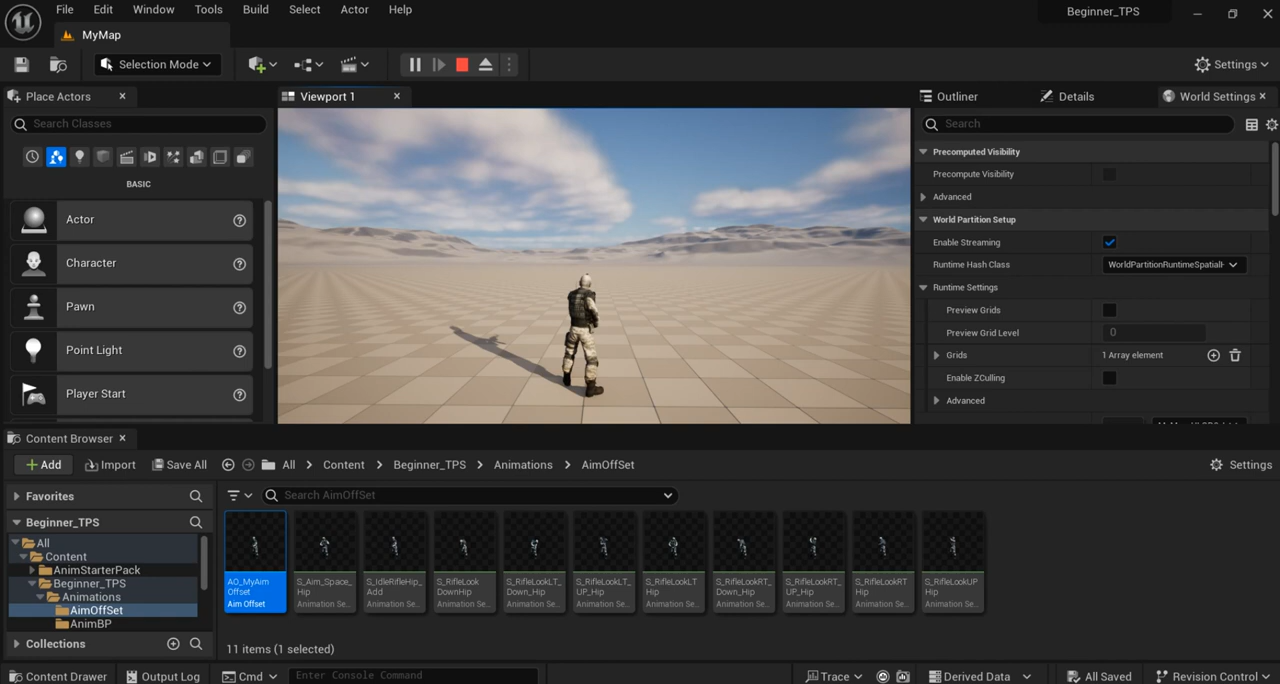 File Edit Window Tools Build Select Actor Help
Beginner_TPS
MyMap
Selection Mode
Settings
Place Actors
Viewport 1
Outliner
Details
World Settings
Search Classes
Search
BASIC
Actor
Character
Pawn
Point Light
Player Start
Precomputed Visibility
Precompute Visibility
Advanced
World Partition Setup
Enable Streaming
Runtime Hash Class WorldPartitionRuntimeSpatialH
Runtime Settings
Preview Grids
Preview Grid Level 0
Grids 1 Array element
Enable ZCulling
Advanced
Content Browser
Add Import Save All All Content Beginner_TPS Animations AimOffSet Settings
Favorites
Search AimOffSet
Beginner_TPS
All
Content
AnimStarterPack
Beginner_TPS
Animations
AimOffSet
AnimBP
Collections
AO_MyAim
Offset
Aim Offset
S_Aim_Space_
Hip
Animation Se...
S_IdleRifleHip_
Add
Animation Se...
S_RifleLook
DownHip
Animation Se...
S_RifleLookLT_
Down_Hip
Animation Se...
S_RifleLookLT_
UP_Hip
Animation Se...
S_RifleLookLT
Hip
Animation Se...
S_RifleLookRT_
Down_Hip
Animation Se...
S_RifleLookRT_
UP_Hip
Animation Se...
S_RifleLookRT
Hip
Animation Se...
S_RifleLookUP
Hip
Animation Se...
11 items (1 selected)
Content Drawer Output Log Cmd Enter Console Command Trace Derived Data All Saved Revision Control